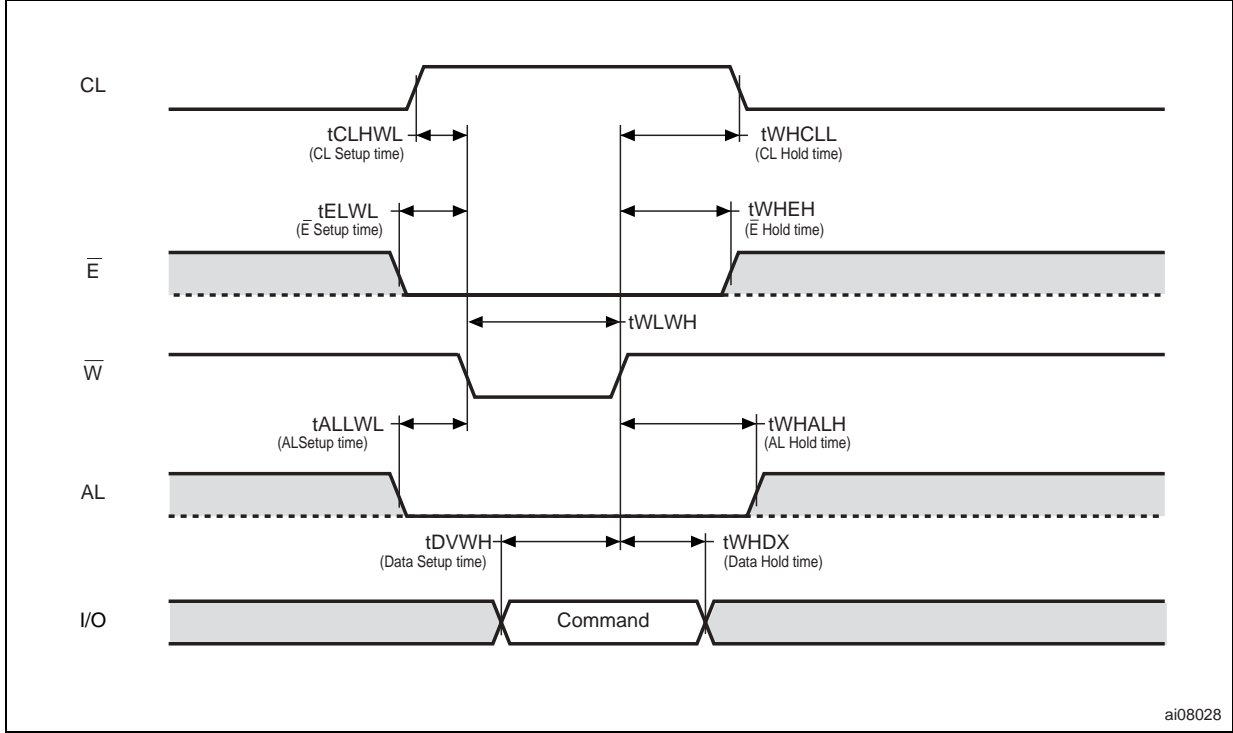 CL
tCLHWL
(CL Setup time)
tWHCLL
(CL Hold time)
tELWL
(E̅ Setup time)
tWHEH
(E̅ Hold time)
E̅
tWLWH
W̅
tALLWL
(ALSetup time)
tWHALH
(AL Hold time)
AL
tDVWH
(Data Setup time)
tWHDX
(Data Hold time)
I/O
Command
ai08028